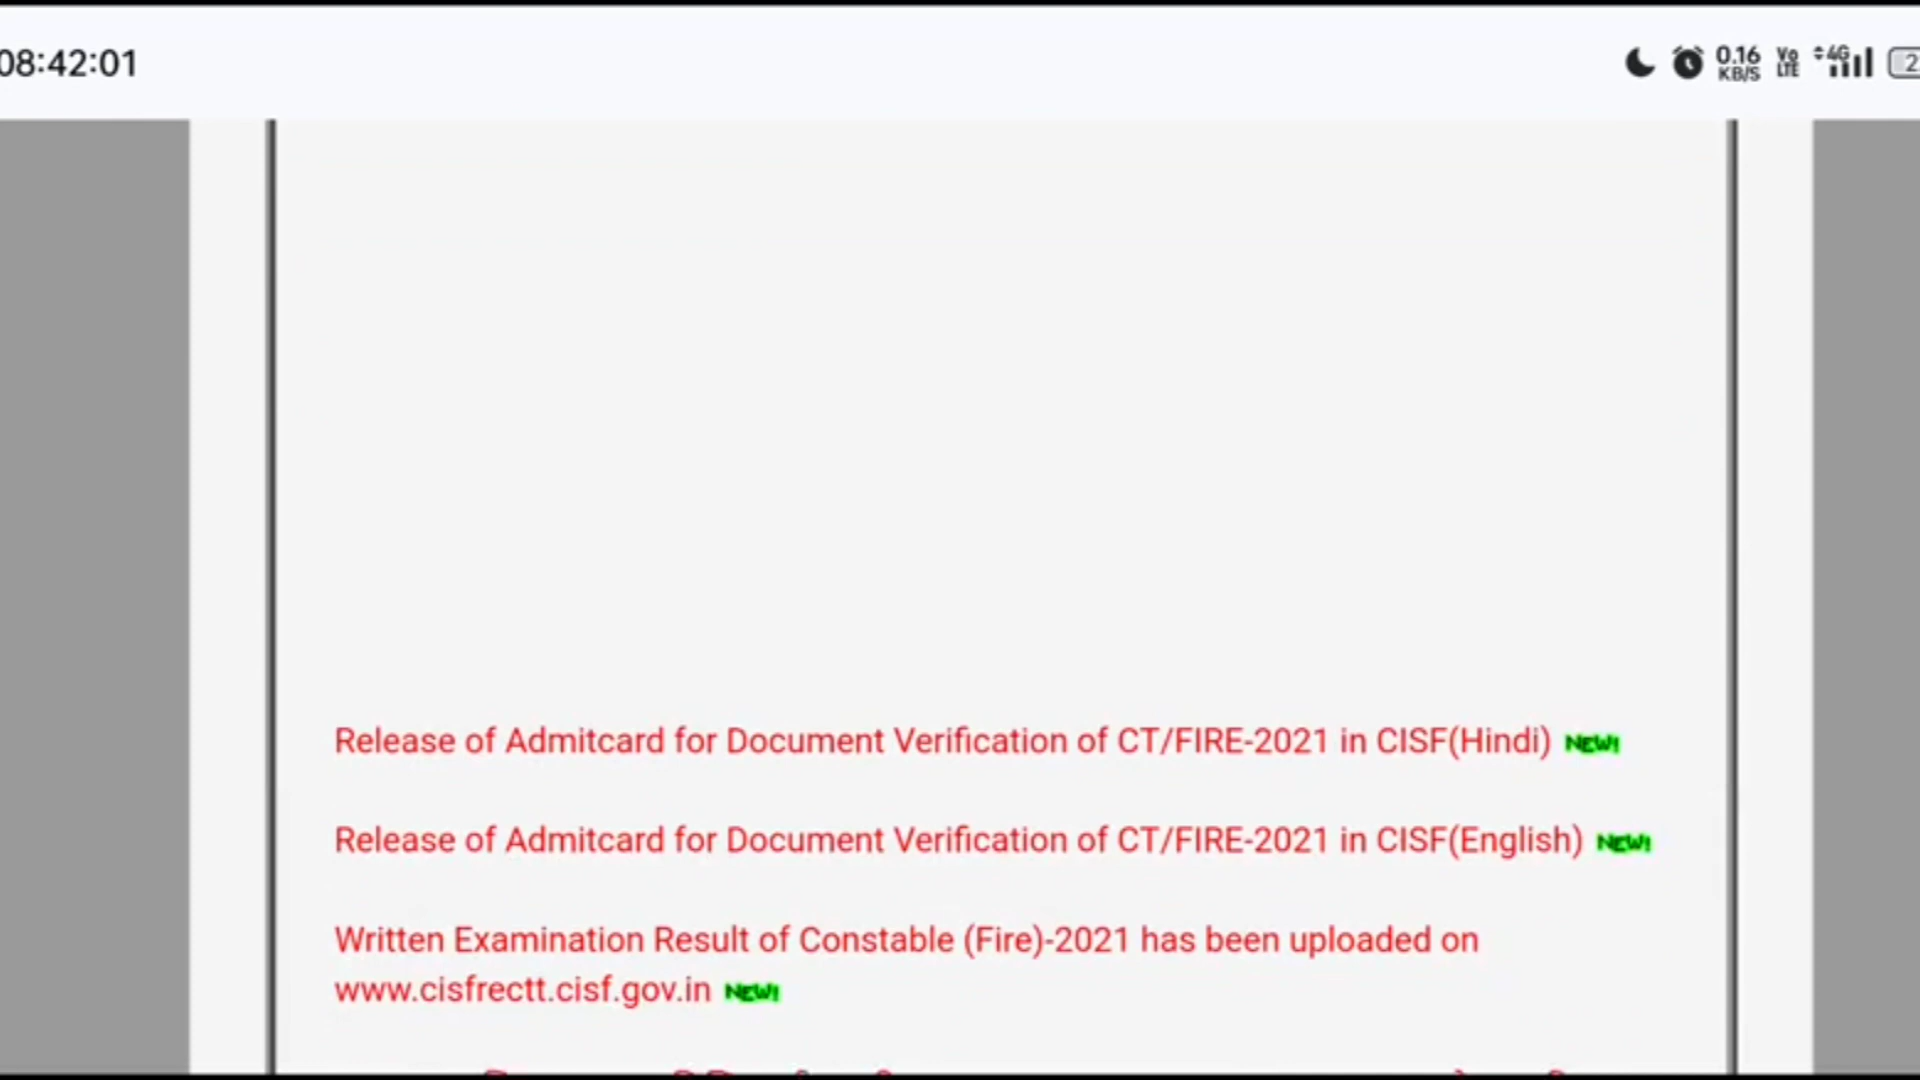 08:42:01
0.16
KB/S
Vo
LTE
4G
2
Release of Admitcard for Document Verification of CT/FIRE-2021 in CISF(Hindi) NEW!
Release of Admitcard for Document Verification of CT/FIRE-2021 in CISF(English) NEW!
Written Examination Result of Constable (Fire)-2021 has been uploaded on
www.cisfrectt.cisf.gov.in NEW!